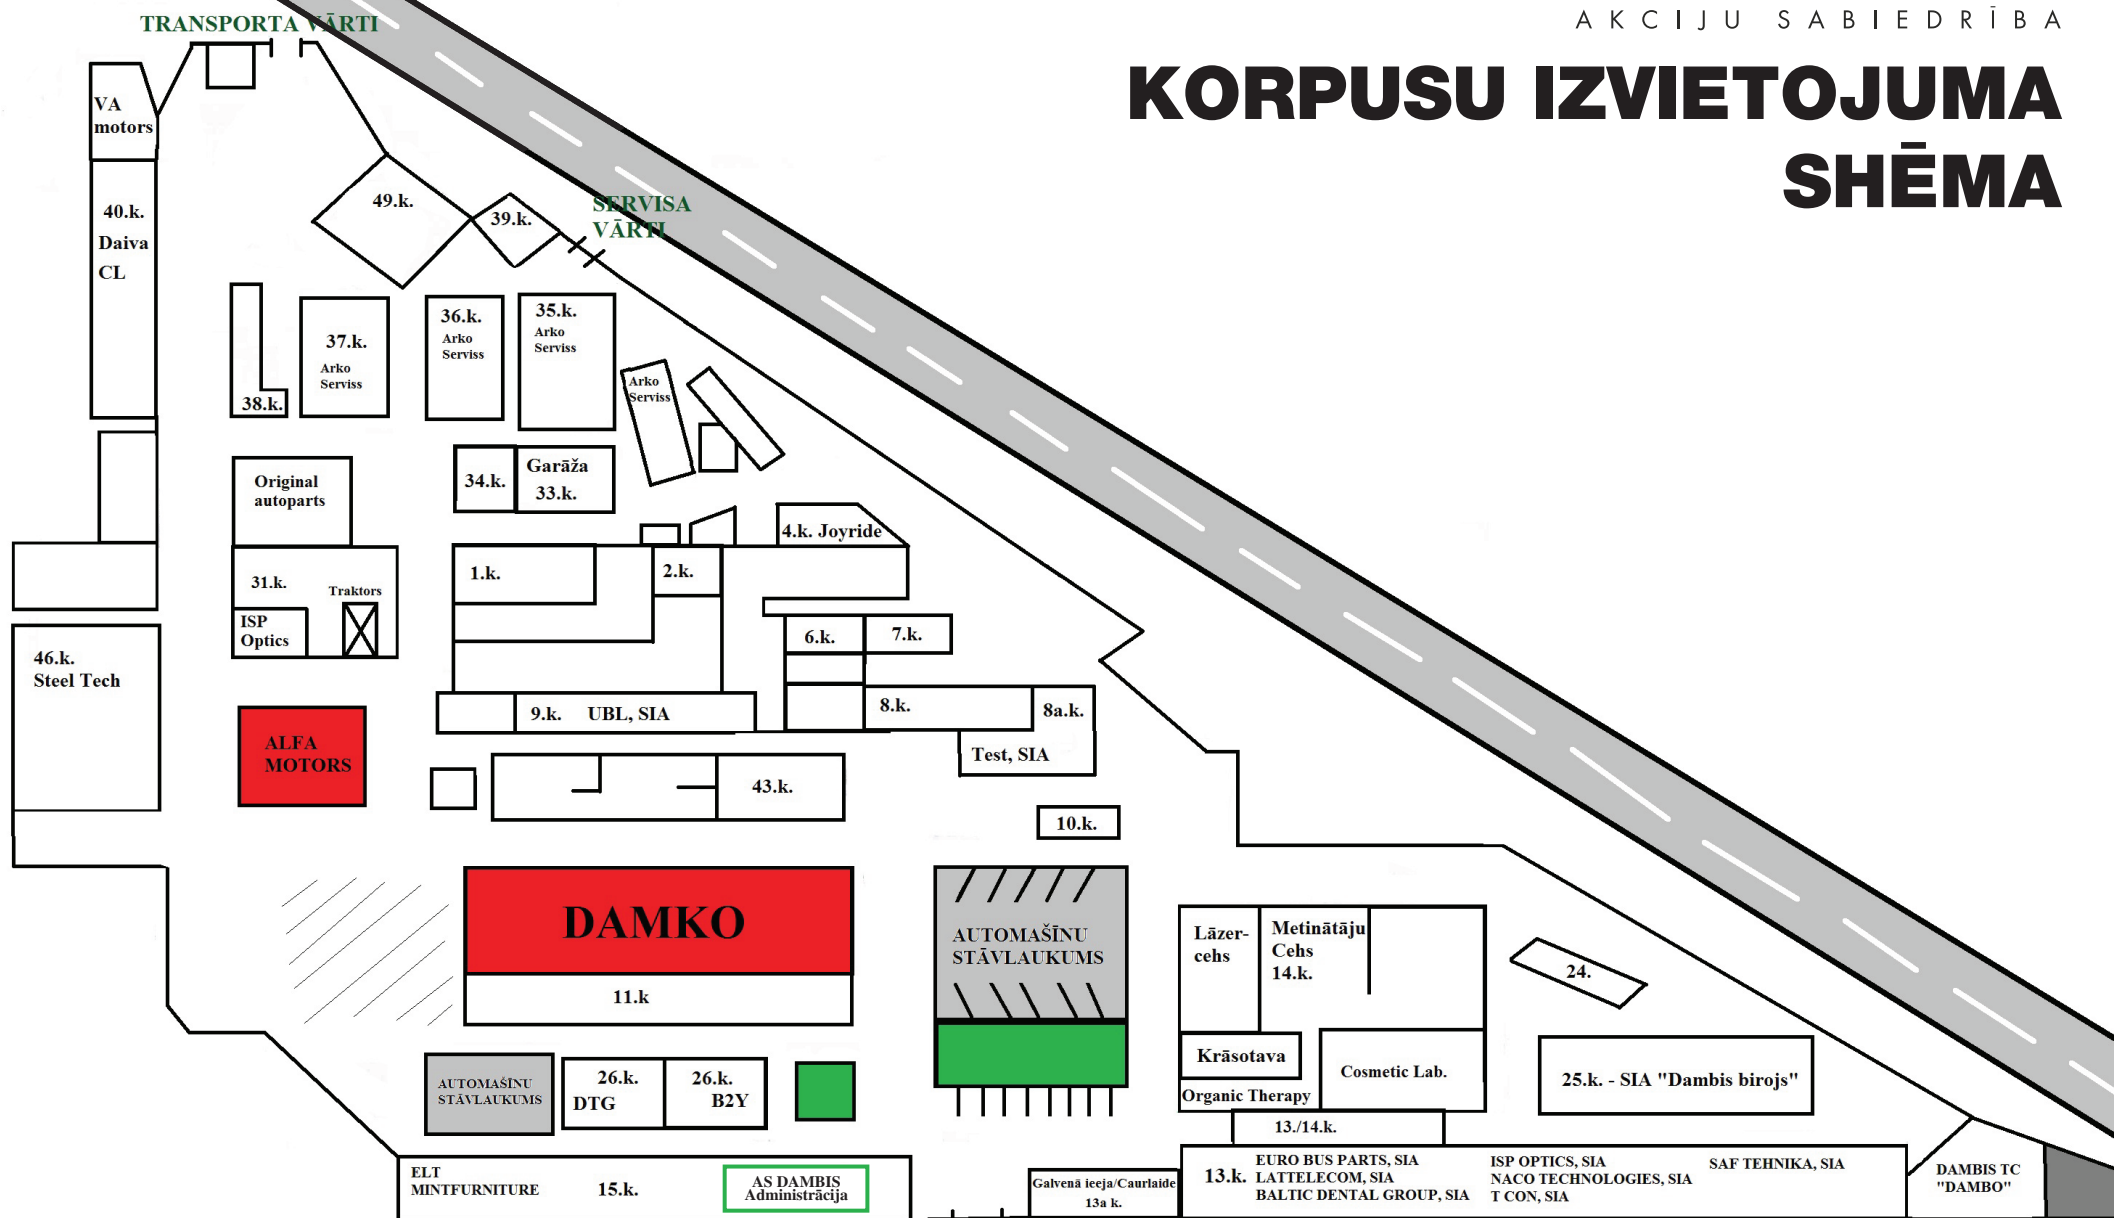 AKCIJU SABIEDRĪBA
KORPUSU IZVIETOJUMA
SHĒMA
TRANSPORTA VĀRTI
VA
motors
40.k.
Daiva
CL
49.k.
39.k.
SERVISA
VĀRTI
38.k.
37.k.
Arko
Serviss
36.k.
Arko
Serviss
35.k.
Arko
Serviss
Arko
Serviss
34.k.
Garāža
33.k.
Original
autoparts
31.k.
Traktors
ISP
Optics
1.k.
2.k.
4.k. Joyride
6.k.
7.k.
46.k.
Steel Tech
8.k.
8a.k.
Test, SIA
9.k. UBL, SIA
ALFA
MOTORS
43.k.
10.k.
DAMKO
11.k
AUTOMAŠĪNU
STĀVLAUKUMS
Lāzer-
cehs
Metinātāju
Cehs
14.k.
24.
Krāsotava
Cosmetic Lab.
Organic Therapy
25.k. - SIA "Dambis birojs"
AUTOMAŠĪNU
STĀVLAUKUMS
26.k.
DTG
26.k.
B2Y
13./14.k.
ELT
MINTFURNITURE
15.k.
AS DAMBIS
Administrācija
Galvenā ieeja/Caurlaide
13a k.
13.k.
EURO BUS PARTS, SIA
LATTELECOM, SIA
BALTIC DENTAL GROUP, SIA
ISP OPTICS, SIA
NACO TECHNOLOGIES, SIA
T CON, SIA
SAF TEHNIKA, SIA
DAMBIS TC
"DAMBO"